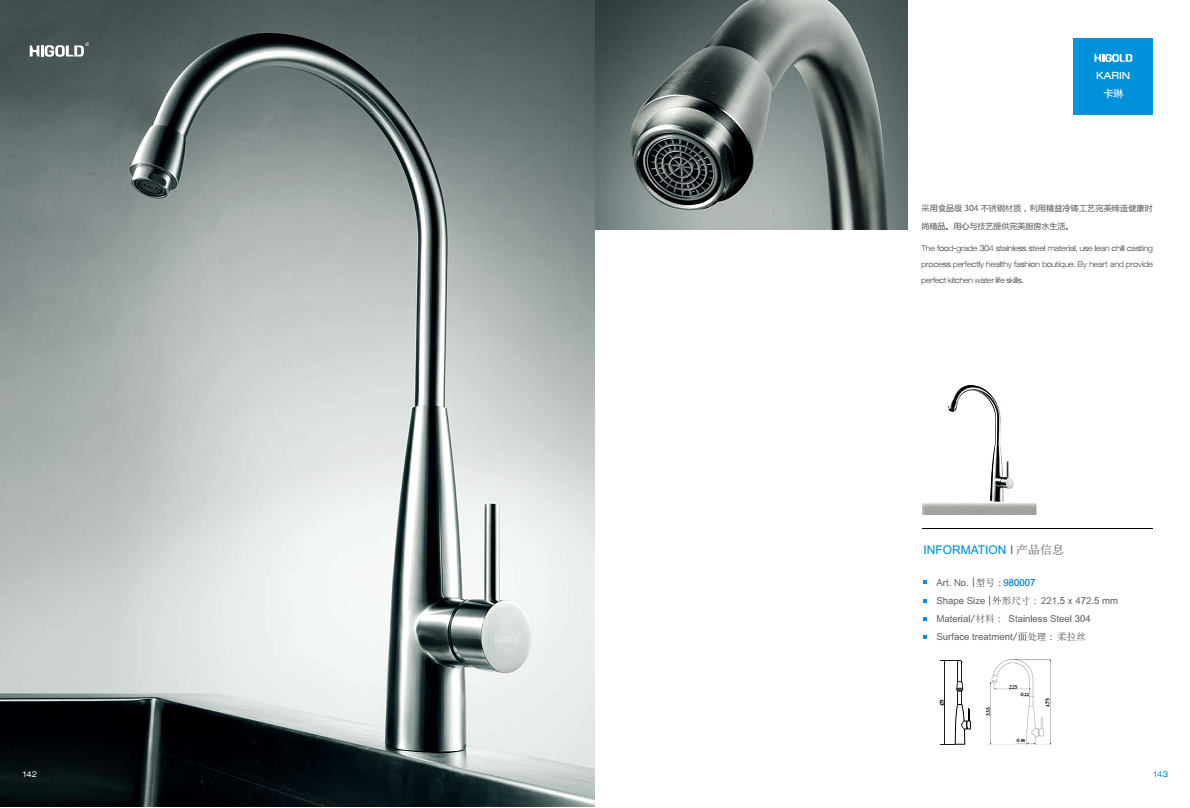 HIGOLD®
HIGOLD
142
HIGOLD
KARIN
卡琳
采用食品级 304 不锈钢材质，利用精益冷铸工艺完美缔造健康时
尚精品。用心与技艺提供完美厨房水生活。
The food-grade 304 stainless steel material, use lean chill casting
process perfectly healthy fashion boutique. By heart and provide
perfect kitchen water life skills.
INFORMATION | 产品信息
Art. No. | 型号 : 980007
Shape Size | 外形尺寸 : 221.5 x 472.5 mm
Material/材料 : Stainless Steel 304
Surface treatment/面处理 : 柔拉丝
225
335
475
143